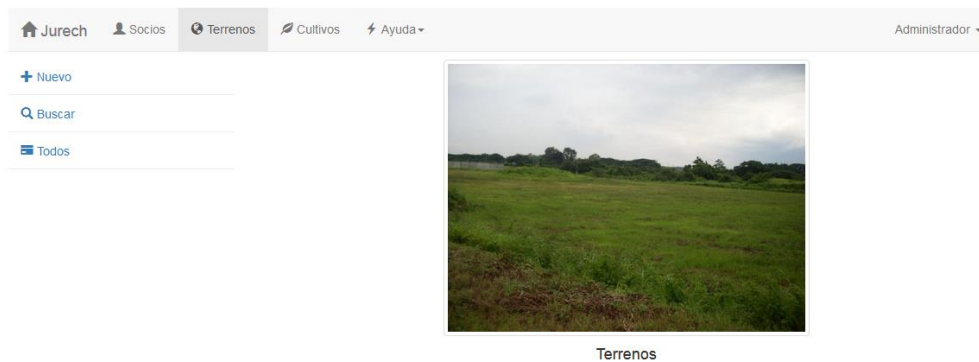 Jurech Socios Terrenos Cultivos Ayuda Administrador
Nuevo
Buscar
Todos
Terrenos